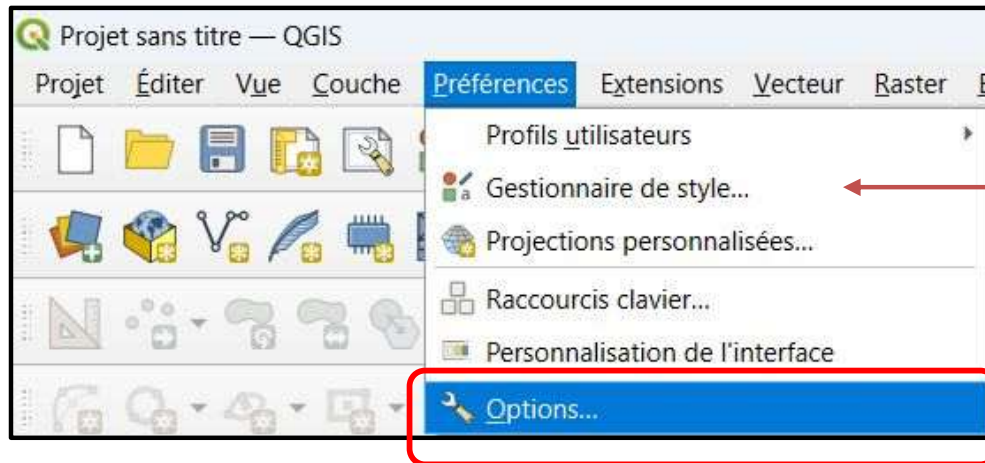 Projet sans titre — QGIS
Projet Éditer Vue Couche Préférences Extensions Vecteur Raster
Profils utilisateurs
Gestionnaire de style...
Projections personnalisées...
Raccourcis clavier...
Personnalisation de l'interface
Options...